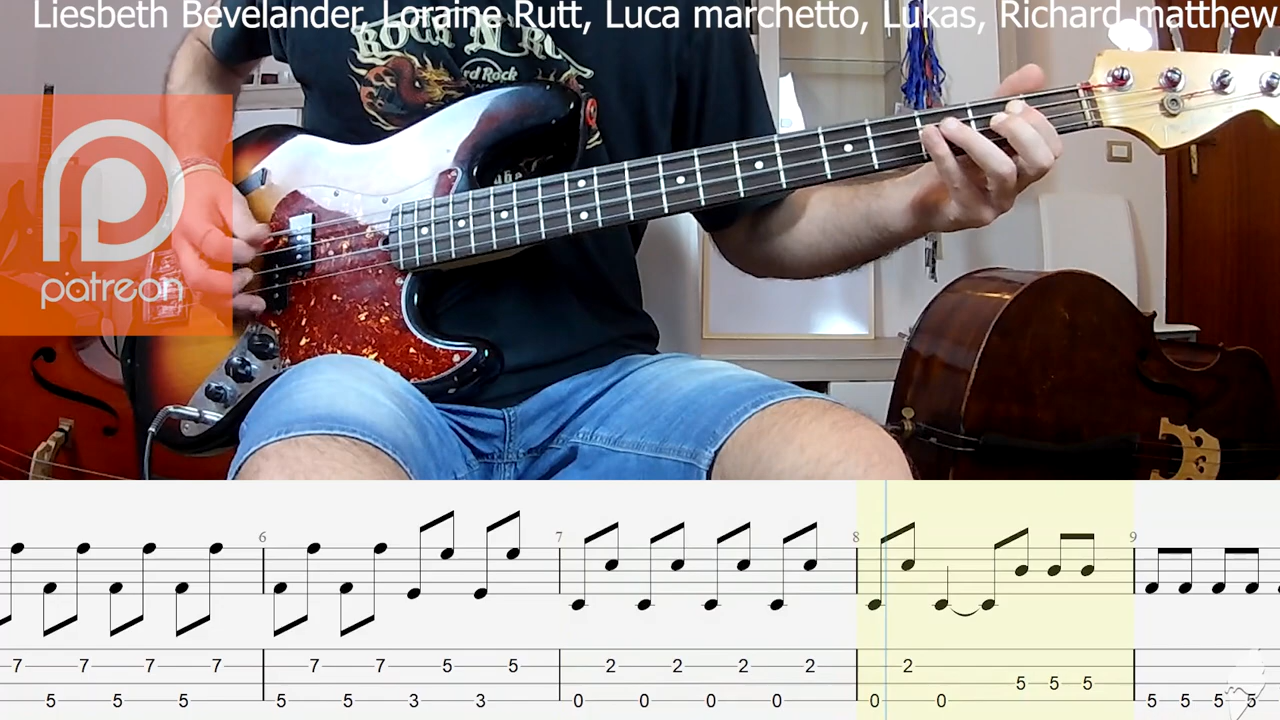 Liesbeth Bevelander, Loraine Rutt, Luca marchetto, Lukas, Richard matthew
ROCK 'N RO
rd Rock
patreon
6 7 8 9
7 7 7 7 7 7 5 5 2 2 2 2 2
5 5 5
5 5 5 5 5 3 3 0 0 0 0 0 0 5 5 5 5